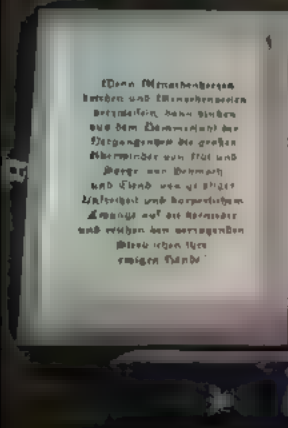 Wenn Menschenherzen
brechen und Menschenseelen
verzweifeln, dann blicken
aus dem Dämmerlicht der
Vergangenheit die großen
Überwinder von Not und
Sorge, von Schmach
und Elend, von geistiger
Unfreiheit und körperlichem
Zwange auf sie hernieder
und reichen den verzagenden
Sterblichen ihre
ewigen Hände